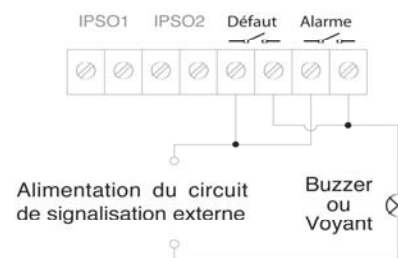 IPSO1 IPSO2 Défaut Alarme
Alimentation du circuit
de signalisation externe
Buzzer
ou
Voyant